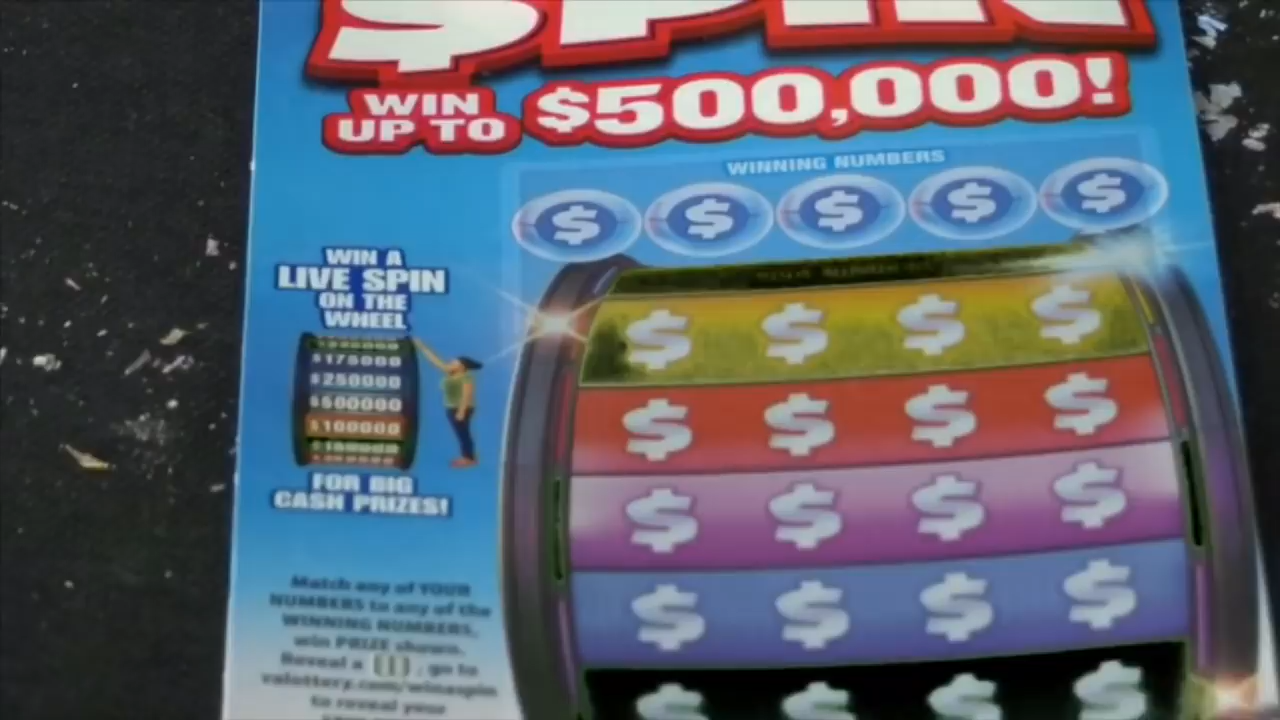 $PIN
WIN
UP TO
$500,000!
WINNING NUMBERS
$ $ $ $ $
WIN A
LIVE SPIN
ON THE
WHEEL
$175000
$250000
$500000
$100000
FOR BIG
CASH PRIZES!
$ $ $ $
$ $ $ $
$ $ $ $
$ $ $ $
$ $ $ $
Match any of YOUR
NUMBERS to any of the
WINNING NUMBERS,
win PRIZE shown.
Reveal a , go to
valottery.com/winaspin
to reveal your